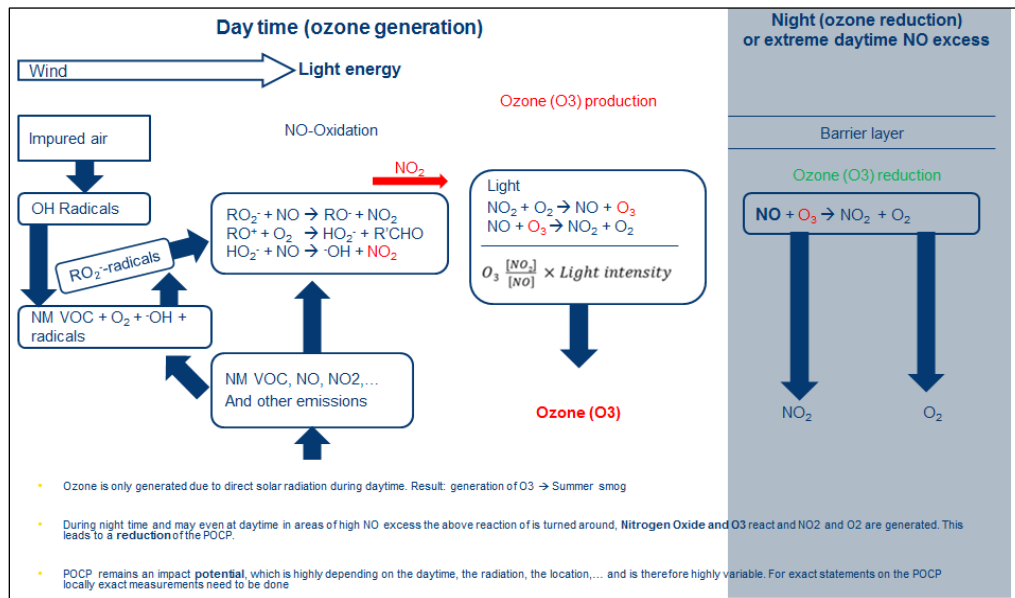 Day time (ozone generation)
Night (ozone reduction)
or extreme daytime NO excess
Wind
Light energy
Ozone (O3) production
Impured air
NO-Oxidation
Barrier layer
NO₂
Ozone (O3) reduction
OH Radicals
RO₂⁻ + NO → RO⁻ + NO₂
RO⁺ + O₂ → HO₂⁻ + R'CHO
HO₂⁻ + NO → ·OH + NO₂
Light
NO₂ + O₂ → NO + O₃
NO + O₃ → NO₂ + O₂
O₃ [NO₂]/[NO] × Light intensity
NO + O₃ → NO₂ + O₂
RO₂⁻-radicals
NM VOC + O₂ + ·OH +
radicals
NM VOC, NO, NO2,…
And other emissions
Ozone (O3)
NO₂
O₂
• Ozone is only generated due to direct solar radiation during daytime. Result: generation of O3 → Summer smog
• During night time and may even at daytime in areas of high NO excess the above reaction of is turned around, Nitrogen Oxide and O3 react and NO2 and O2 are generated. This
leads to a reduction of the POCP.
• POCP remains an impact potential, which is highly depending on the daytime, the radiation, the location,… and is therefore highly variable. For exact statements on the POCP
locally exact measurements need to be done